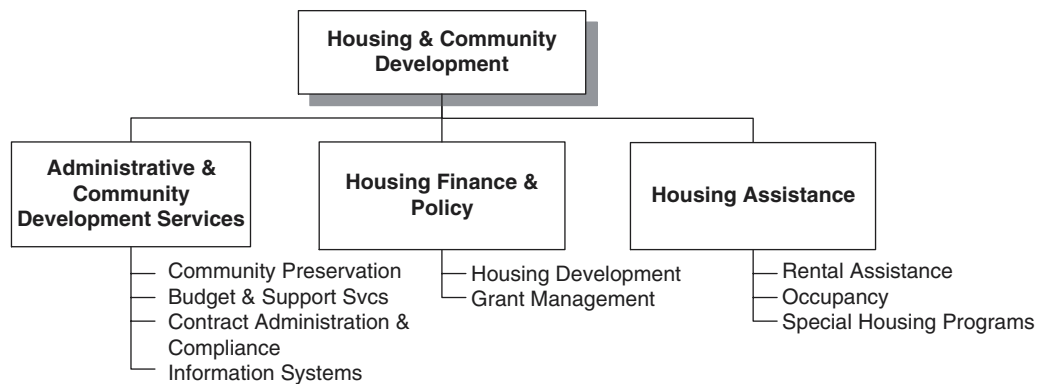 Housing & Community
Development
Administrative &
Community
Development Services
Housing Finance &
Policy
Housing Assistance
Community Preservation
Budget & Support Svcs
Contract Administration &
Compliance
Information Systems
Housing Development
Grant Management
Rental Assistance
Occupancy
Special Housing Programs